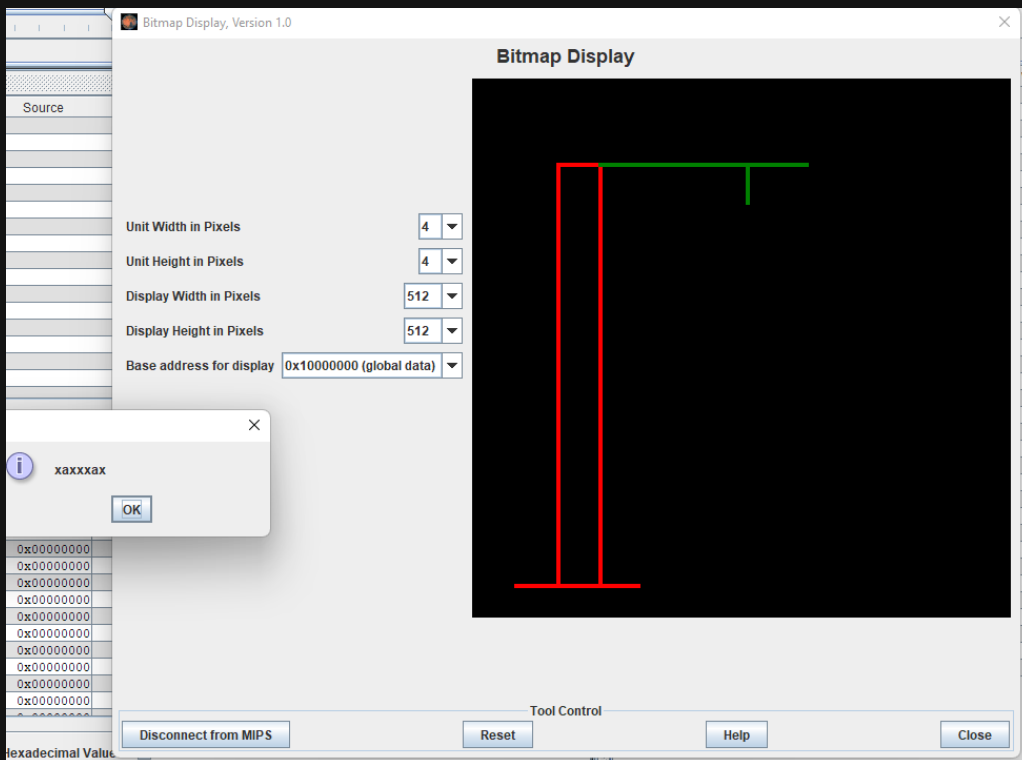 Bitmap Display, Version 1.0
Bitmap Display
Source
Unit Width in Pixels 4
Unit Height in Pixels 4
Display Width in Pixels 512
Display Height in Pixels 512
Base address for display 0x10000000 (global data)
xaxxxax
OK
0x00000000
0x00000000
0x00000000
0x00000000
0x00000000
0x00000000
0x00000000
0x00000000
0x00000000
0x00000000
Tool Control
Disconnect from MIPS Reset Help Close
Hexadecimal Value